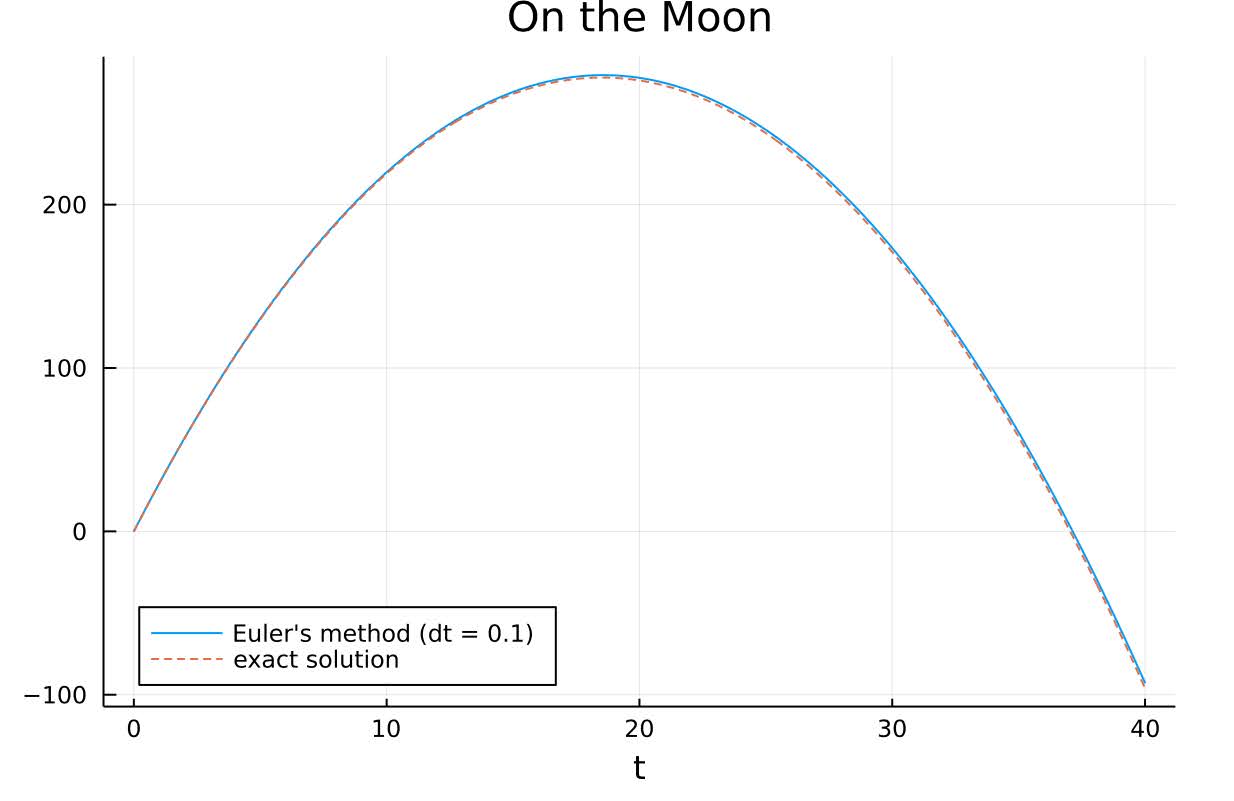 On the Moon
200
100
0
−100
Euler's method (dt = 0.1)
exact solution
0 10 20 30 40
t